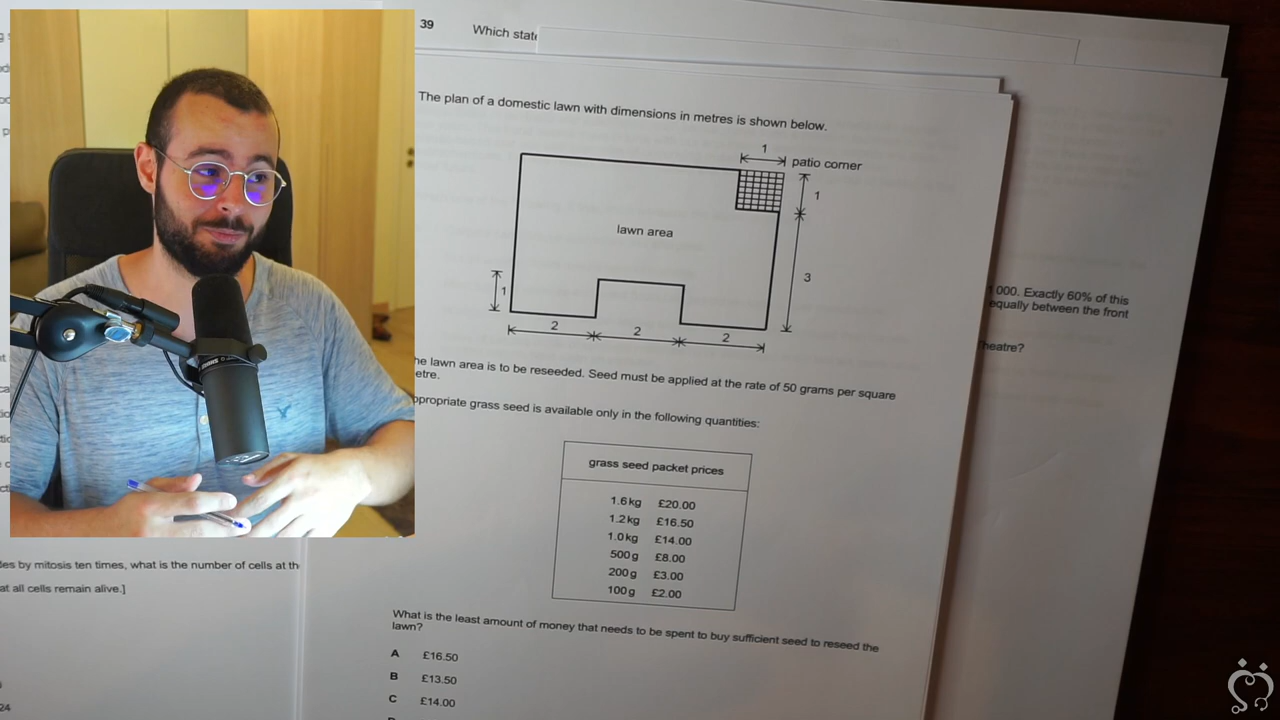 39 Which state
The plan of a domestic lawn with dimensions in metres is shown below.
1
patio corner
1
lawn area
3
1
2
2
2
000. Exactly 60% of this
equally between the front
heatre?
he lawn area is to be reseeded. Seed must be applied at the rate of 50 grams per square
etre.
ppropriate grass seed is available only in the following quantities:
grass seed packet prices
1.6 kg £20.00
1.2 kg £16.50
1.0 kg £14.00
500 g £8.00
200 g £3.00
100 g £2.00
des by mitosis ten times, what is the number of cells at th
at all cells remain alive.]
What is the least amount of money that needs to be spent to buy sufficient seed to reseed the
lawn?
A £16.50
B £13.50
C £14.00
24